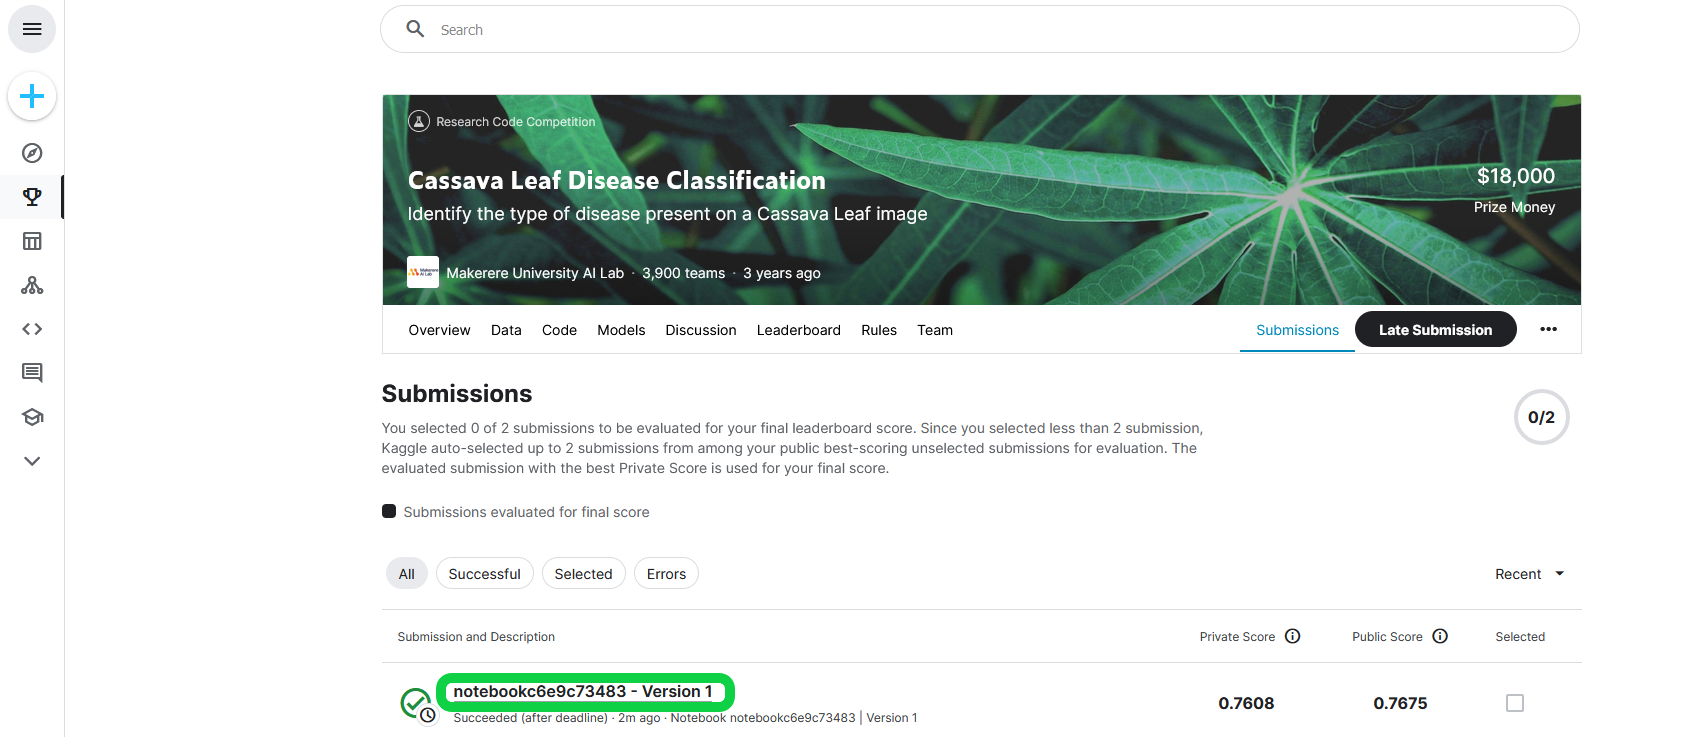 Search
Research Code Competition
Cassava Leaf Disease Classification
Identify the type of disease present on a Cassava Leaf image
$18,000
Prize Money
Makerere AI Lab
Makerere University AI Lab · 3,900 teams · 3 years ago
Overview Data Code Models Discussion Leaderboard Rules Team Submissions Late Submission
Submissions
You selected 0 of 2 submissions to be evaluated for your final leaderboard score. Since you selected less than 2 submission,
Kaggle auto-selected up to 2 submissions from among your public best-scoring unselected submissions for evaluation. The
evaluated submission with the best Private Score is used for your final score.
0/2
Submissions evaluated for final score
All Successful Selected Errors Recent
Submission and Description Private Score Public Score Selected
notebookc6e9c73483 - Version 1
Succeeded (after deadline) · 2m ago · Notebook notebookc6e9c73483 | Version 1
0.7608 0.7675